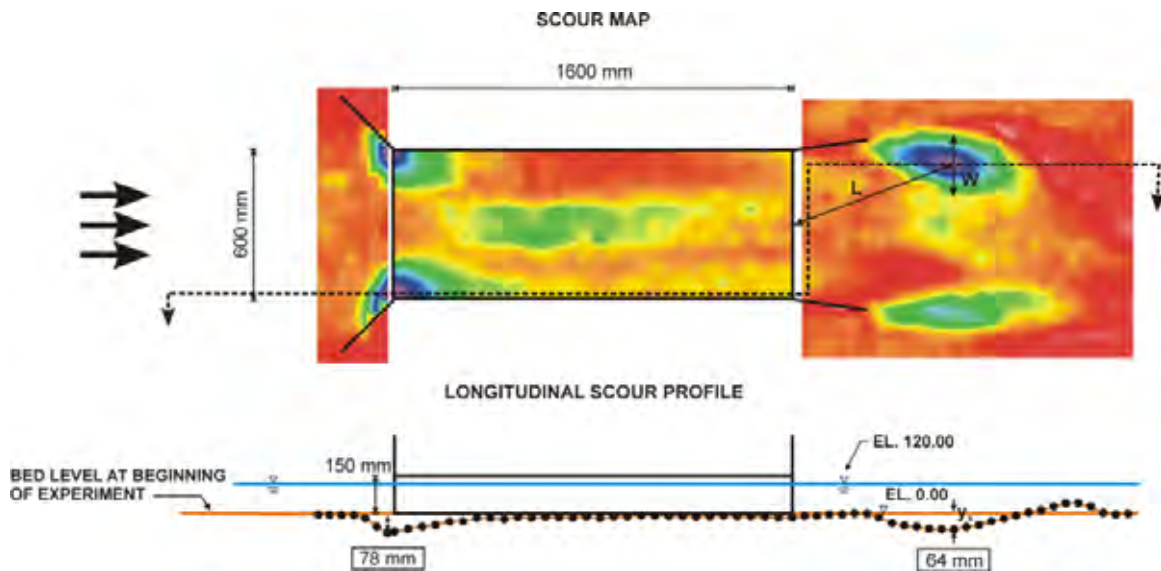 SCOUR MAP
1600 mm
600 mm
L
W
LONGITUDINAL SCOUR PROFILE
EL. 120.00
150 mm
BED LEVEL AT BEGINNING
OF EXPERIMENT
EL. 0.00
78 mm
64 mm